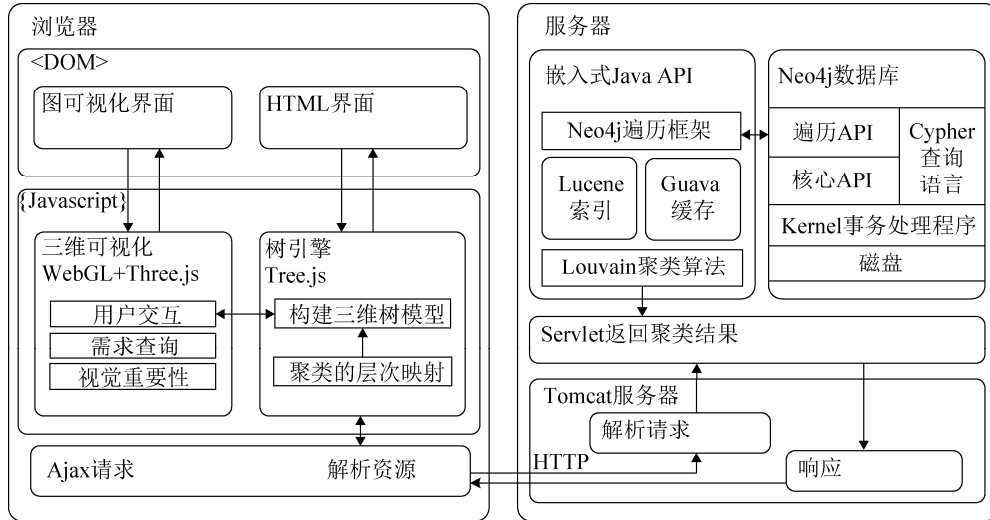 浏览器
<DOM>
图可视化界面
HTML界面
{Javascript}
三维可视化
WebGL+Three.js
用户交互
需求查询
视觉重要性
树引擎
Tree.js
构建三维树模型
聚类的层次映射
Ajax请求
解析资源
HTTP
服务器
嵌入式Java API
Neo4j遍历框架
Lucene
索引
Guava
缓存
Louvain聚类算法
Neo4j数据库
遍历API
核心API
Cypher
查询
语言
Kernel事务处理程序
磁盘
Servlet返回聚类结果
Tomcat服务器
解析请求
响应